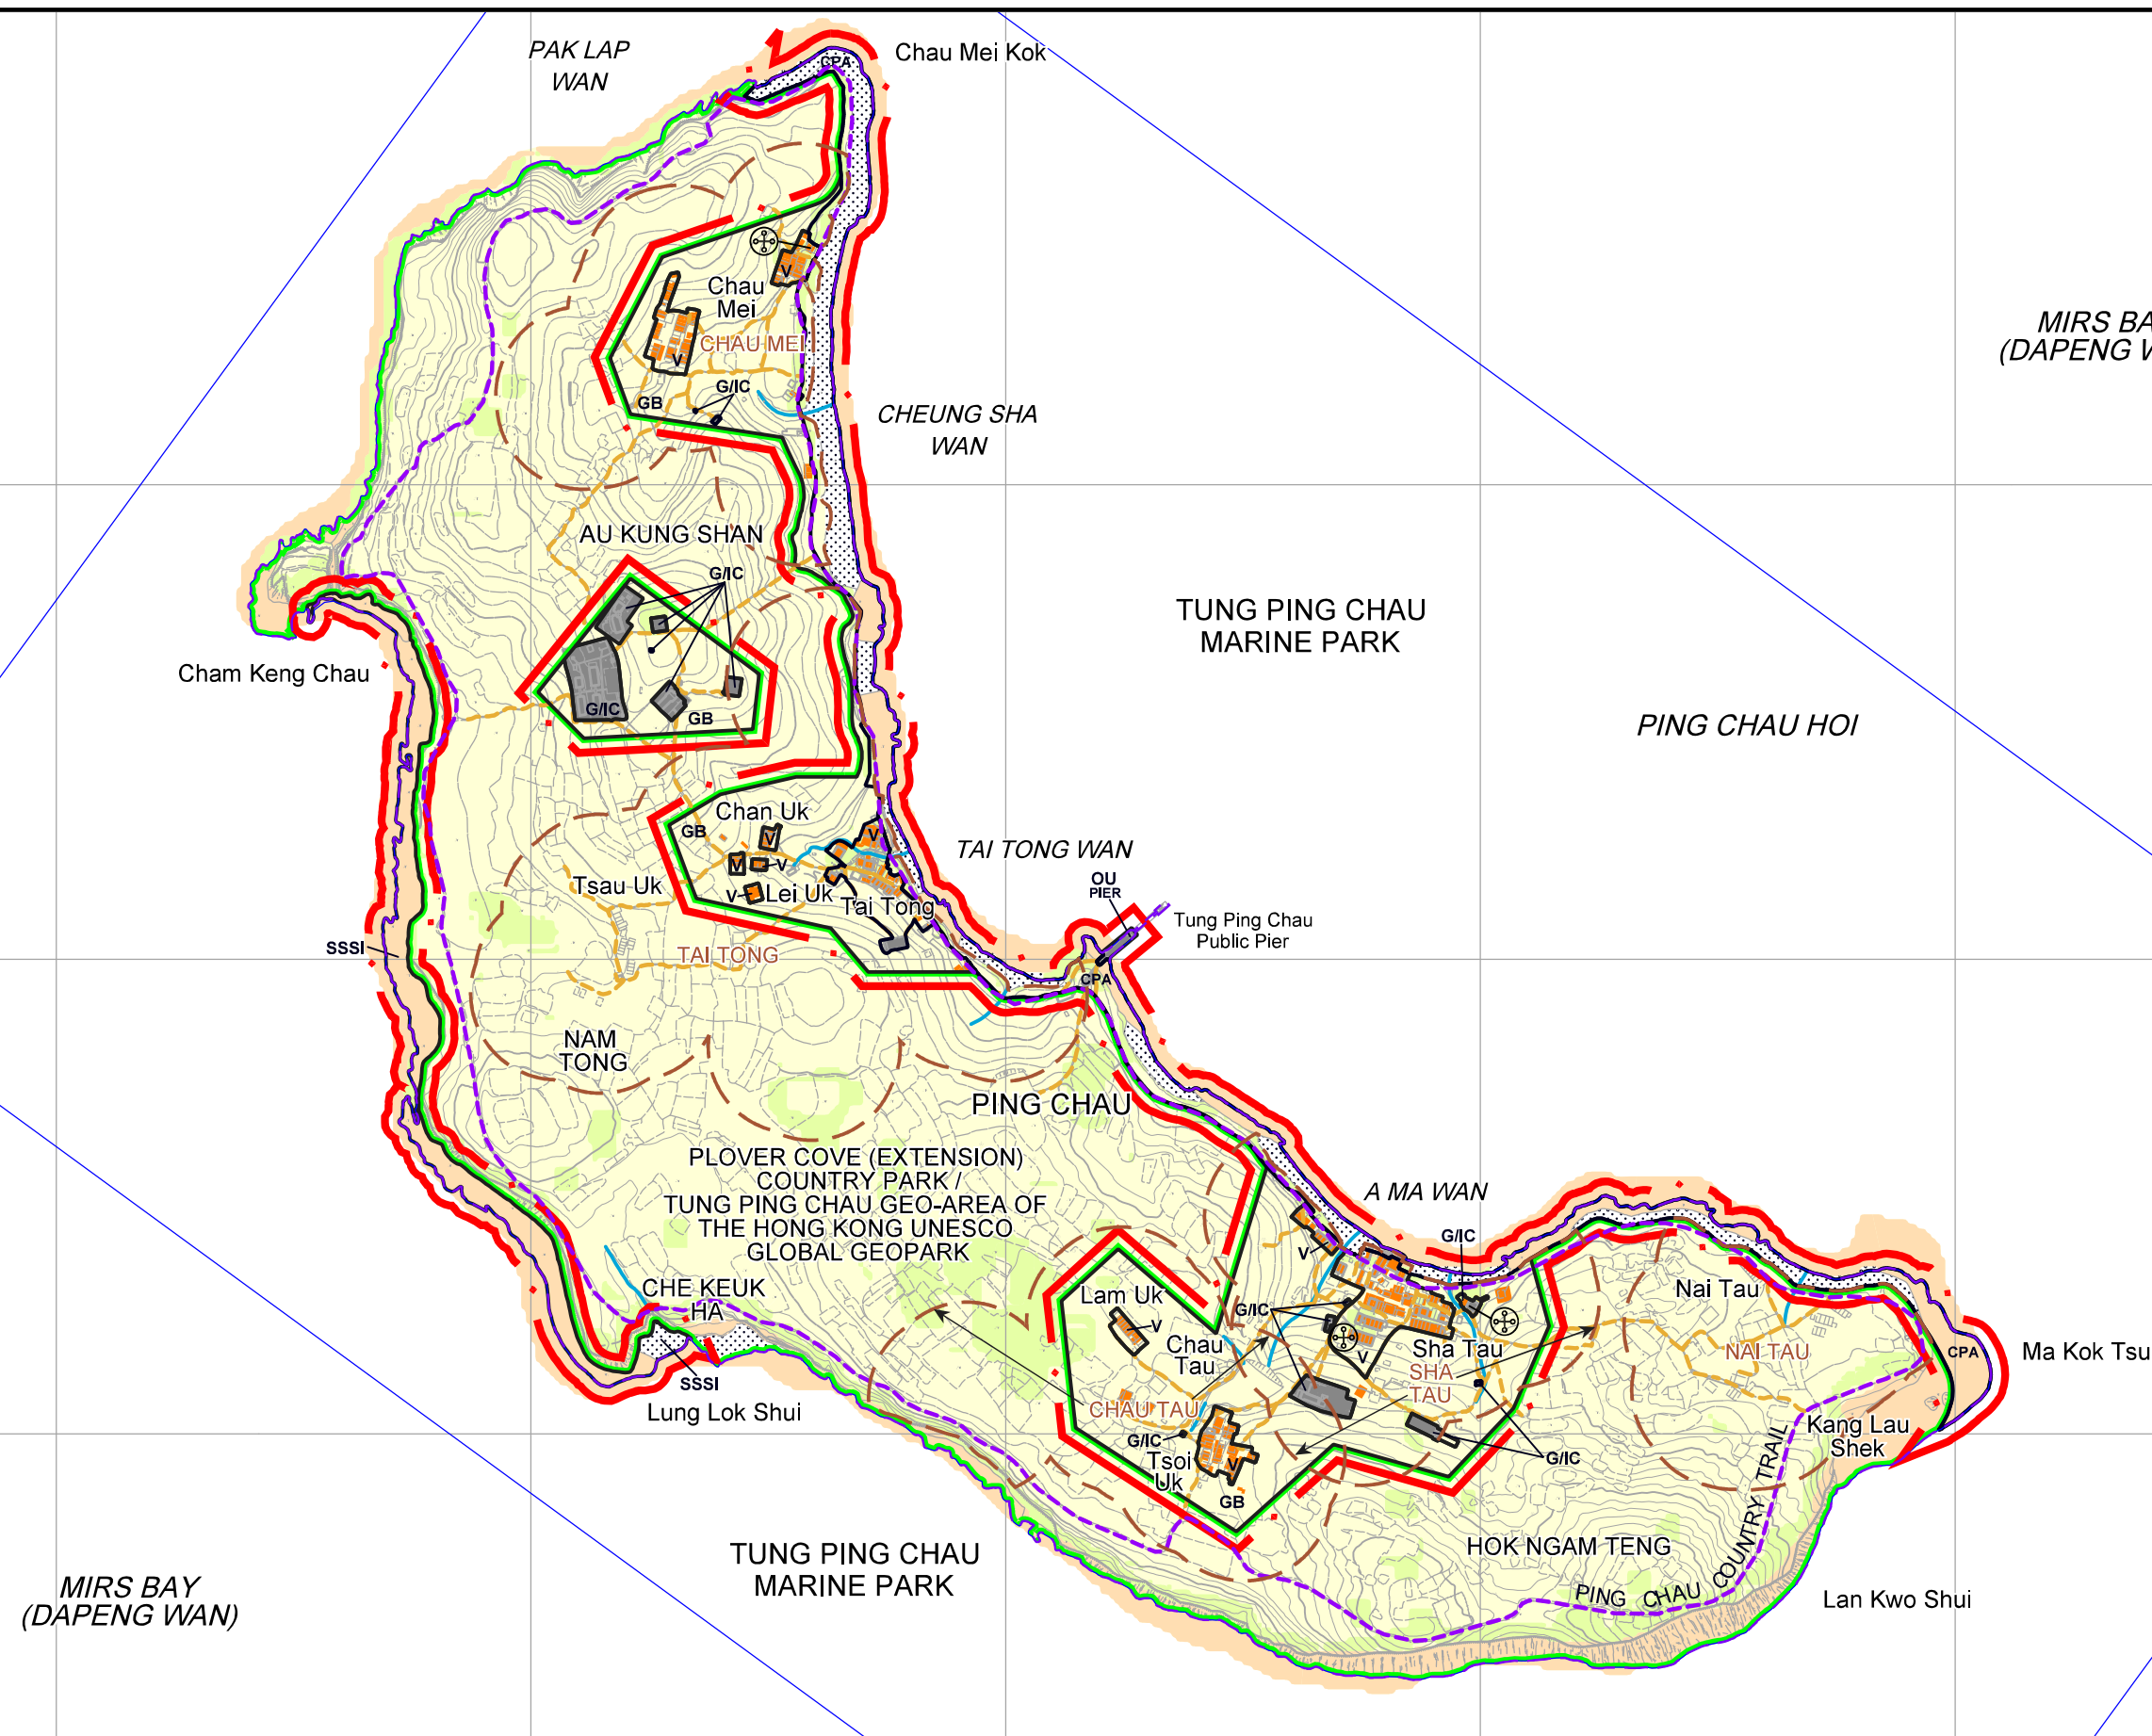 PAK LAP
WAN
CPA
Chau Mei Kok
MIRS BA
(DAPENG W
V
Chau
Mei
CHAU MEI
V
G/IC
GB
CHEUNG SHA
WAN
AU KUNG SHAN
G/IC
TUNG PING CHAU
MARINE PARK
Cham Keng Chau
G/IC
GB
PING CHAU HOI
Chan Uk
GB
V
V
V
V
TAI TONG WAN
Tsau Uk
V
Lei Uk
Tai Tong
OU
PIER
Tung Ping Chau
Public Pier
SSSI
TAI TONG
CPA
NAM
TONG
PING CHAU
PLOVER COVE (EXTENSION)
COUNTRY PARK /
TUNG PING CHAU GEO-AREA OF
THE HONG KONG UNESCO
GLOBAL GEOPARK
A MA WAN
G/IC
V
CHE KEUK
HA
Lam Uk
V
G/IC
Nai Tau
Chau
Tau
V
Sha Tau
SHA
TAU
NAI TAU
CPA
Ma Kok Tsu
SSSI
Lung Lok Shui
CHAU TAU
G/IC
Tsoi
Uk
V
GB
G/IC
Kang Lau
Shek
HOK NGAM TENG
PING CHAU COUNTRY TRAIL
TUNG PING CHAU
MARINE PARK
MIRS BAY
(DAPENG WAN)
Lan Kwo Shui